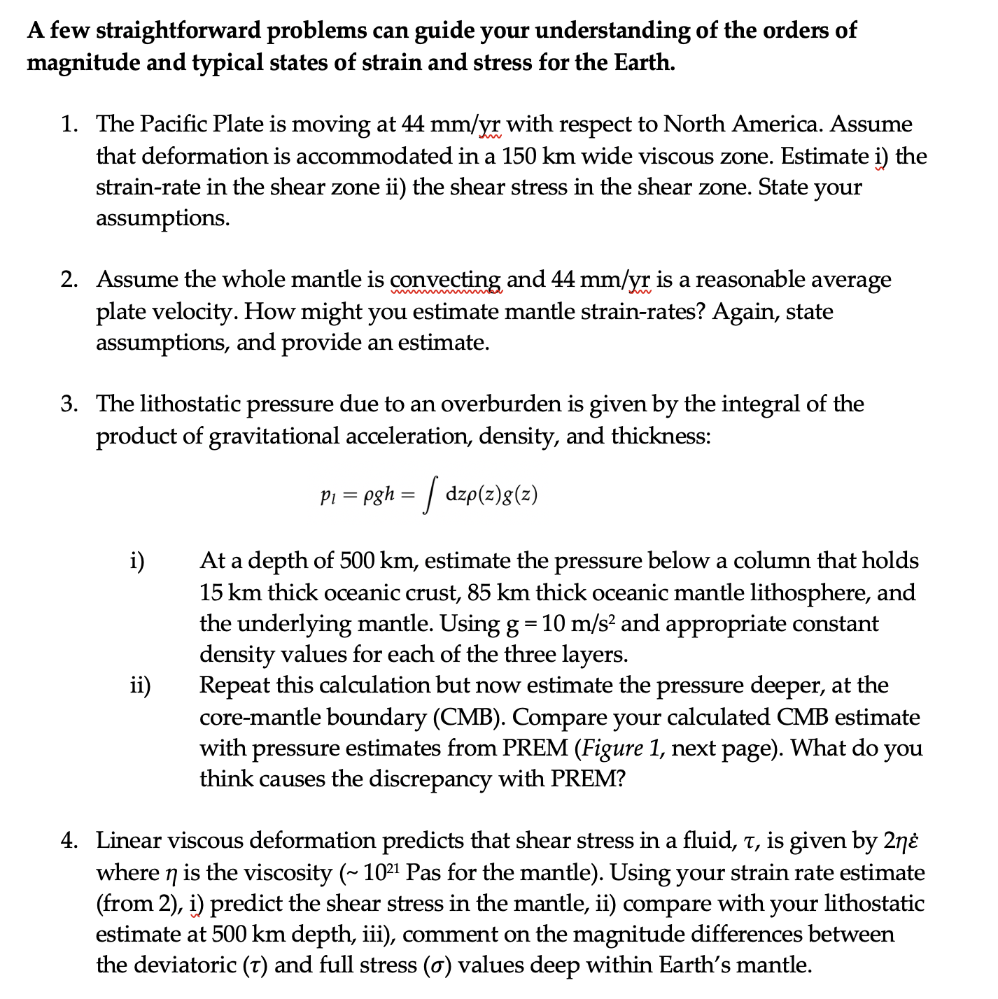 A few straightforward problems can guide your understanding of the orders of
magnitude and typical states of strain and stress for the Earth.
1. The Pacific Plate is moving at 44 mm/yr with respect to North America. Assume
that deformation is accommodated in a 150 km wide viscous zone. Estimate i) the
strain-rate in the shear zone ii) the shear stress in the shear zone. State your
assumptions.
2. Assume the whole mantle is convecting and 44 mm/yr is a reasonable average
plate velocity. How might you estimate mantle strain-rates? Again, state
assumptions, and provide an estimate.
3. The lithostatic pressure due to an overburden is given by the integral of the
product of gravitational acceleration, density, and thickness:
pₗ = ρgh = ∫ dzρ(z)g(z)
i) At a depth of 500 km, estimate the pressure below a column that holds
15 km thick oceanic crust, 85 km thick oceanic mantle lithosphere, and
the underlying mantle. Using g = 10 m/s² and appropriate constant
density values for each of the three layers.
ii) Repeat this calculation but now estimate the pressure deeper, at the
core-mantle boundary (CMB). Compare your calculated CMB estimate
with pressure estimates from PREM (Figure 1, next page). What do you
think causes the discrepancy with PREM?
4. Linear viscous deformation predicts that shear stress in a fluid, τ, is given by 2ηε̇
where η is the viscosity (~ 10²¹ Pas for the mantle). Using your strain rate estimate
(from 2), i) predict the shear stress in the mantle, ii) compare with your lithostatic
estimate at 500 km depth, iii), comment on the magnitude differences between
the deviatoric (τ) and full stress (σ) values deep within Earth's mantle.